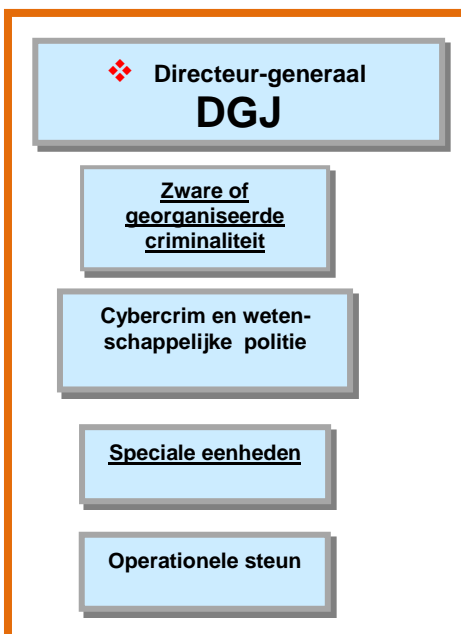 Directeur-generaal
DGJ
Zware of
georganiseerde
criminaliteit
Cybercrim en weten-
schappelijke politie
Speciale eenheden
Operationele steun